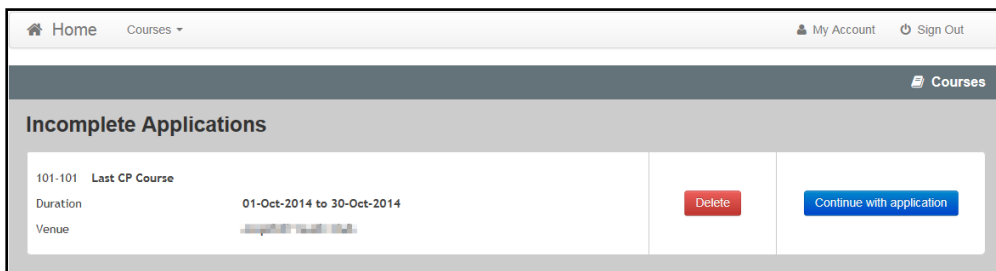 Home Courses My Account Sign Out
Courses
Incomplete Applications
101-101 Last CP Course
Duration 01-Oct-2014 to 30-Oct-2014
Delete Continue with application
Venue